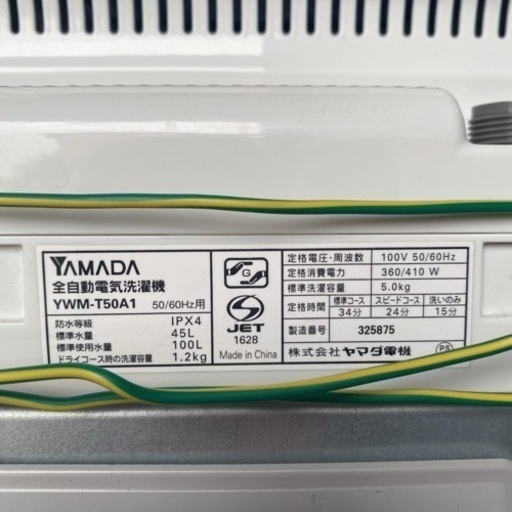 YAMADA
全自動電気洗濯機
YWM-T50A1 50/60Hz用
防水等級 IPX4
標準水量 45L
標準使用水量 100L
ドライコース時の洗濯容量 1.2kg
G
S
JET
1628
Made in China
定格電圧・周波数 100V 50/60Hz
定格消費電力 360/410 W
標準洗濯容量 5.0kg
定格時間 標準コース スピードコース 洗いのみ
34分 24分 15分
製造番号 325875
株式会社 ヤマダ電機 PS